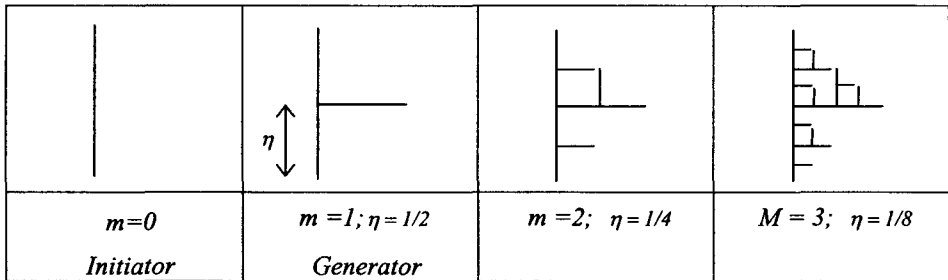 η
m=0
Initiator
m =1; η = 1/2
Generator
m =2; η = 1/4
M = 3; η = 1/8